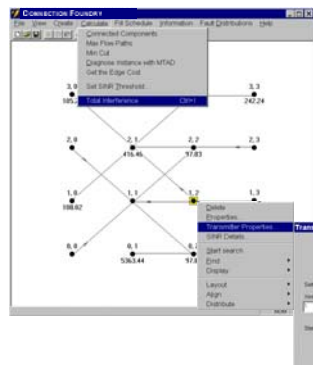 CONNECTION FOUNDRY
File View Create Calculate Fill Schedule Information Fault Distributions Help
Connected Components
Max Flow Paths
Min Cut
Diagnose Instance with MTAD
Get the Edge Cost
Set SINR Threshold...
Total Interference Ctrl+I
3, 0
3, 3
242.24
2, 0
2, 1
416.46
2, 2
97.03
2, 3
1, 0
108.02
1, 1
1, 2
1, 3
0, 0
0, 1
5363.44
Delete
Properties...
Transmitter Properties...
SINR Details...
Start search
Find
Display
Layout
Align
Distribute
Trans
NUM